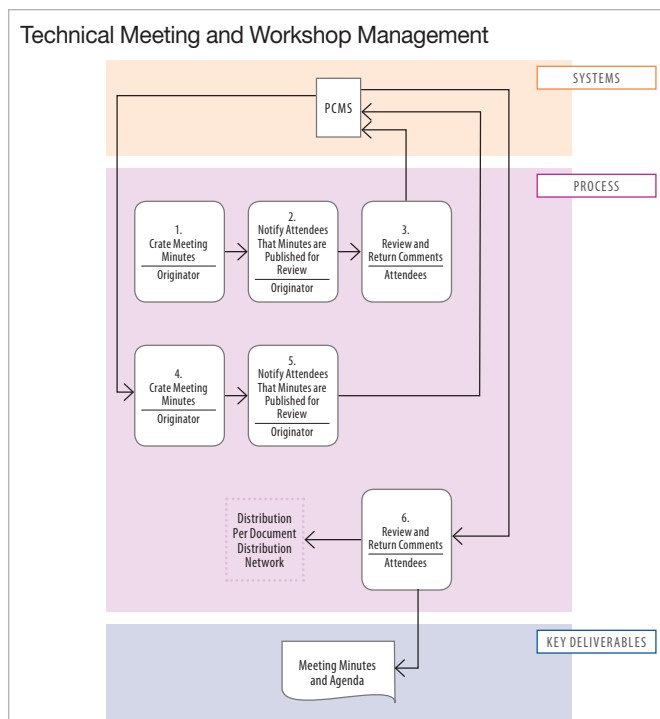 Technical Meeting and Workshop Management
SYSTEMS
PCMS
PROCESS
1.
Crate Meeting
Minutes
Originator
2.
Notify Attendees
That Minutes are
Published for
Review
Originator
3.
Review and
Return Comments
Attendees
4.
Crate Meeting
Minutes
Originator
5.
Notify Attendees
That Minutes are
Published for
Review
Originator
Distribution
Per Document
Distribution
Network
6.
Review and
Return Comments
Attendees
KEY DELIVERABLES
Meeting Minutes
and Agenda